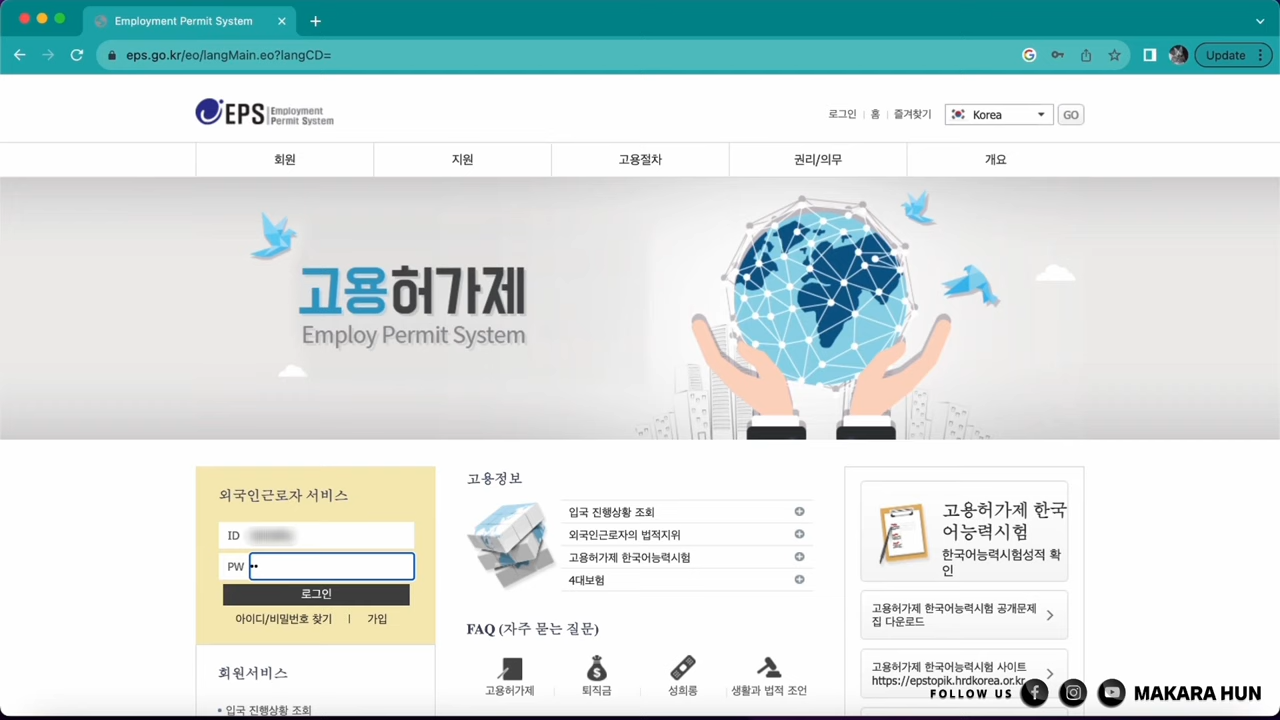 Employment Permit System
eps.go.kr/eo/langMain.eo?langCD=
Update
EPS Employment
Permit System
로그인 홈 즐겨찾기 Korea GO
회원 지원 고용절차 권리/의무 개요
고용허가제
Employ Permit System
외국인근로자 서비스
ID
PW
로그인
아이디/비밀번호 찾기 | 가입
회원서비스
입국 진행상황 조회
고용정보
입국 진행상황 조회
외국인근로자의 법적지위
고용허가제 한국어능력시험
4대보험
FAQ (자주 묻는 질문)
고용허가제 퇴직금 성희롱 생활과 법적 조언
고용허가제 한국
어능력시험
한국어능력시험성적 확
인
고용허가제 한국어능력시험 공개문제
집 다운로드
고용허가제 한국어능력시험 사이트
https://epstopik.hrdkorea.or.kr
FOLLOW US MAKARA HUN